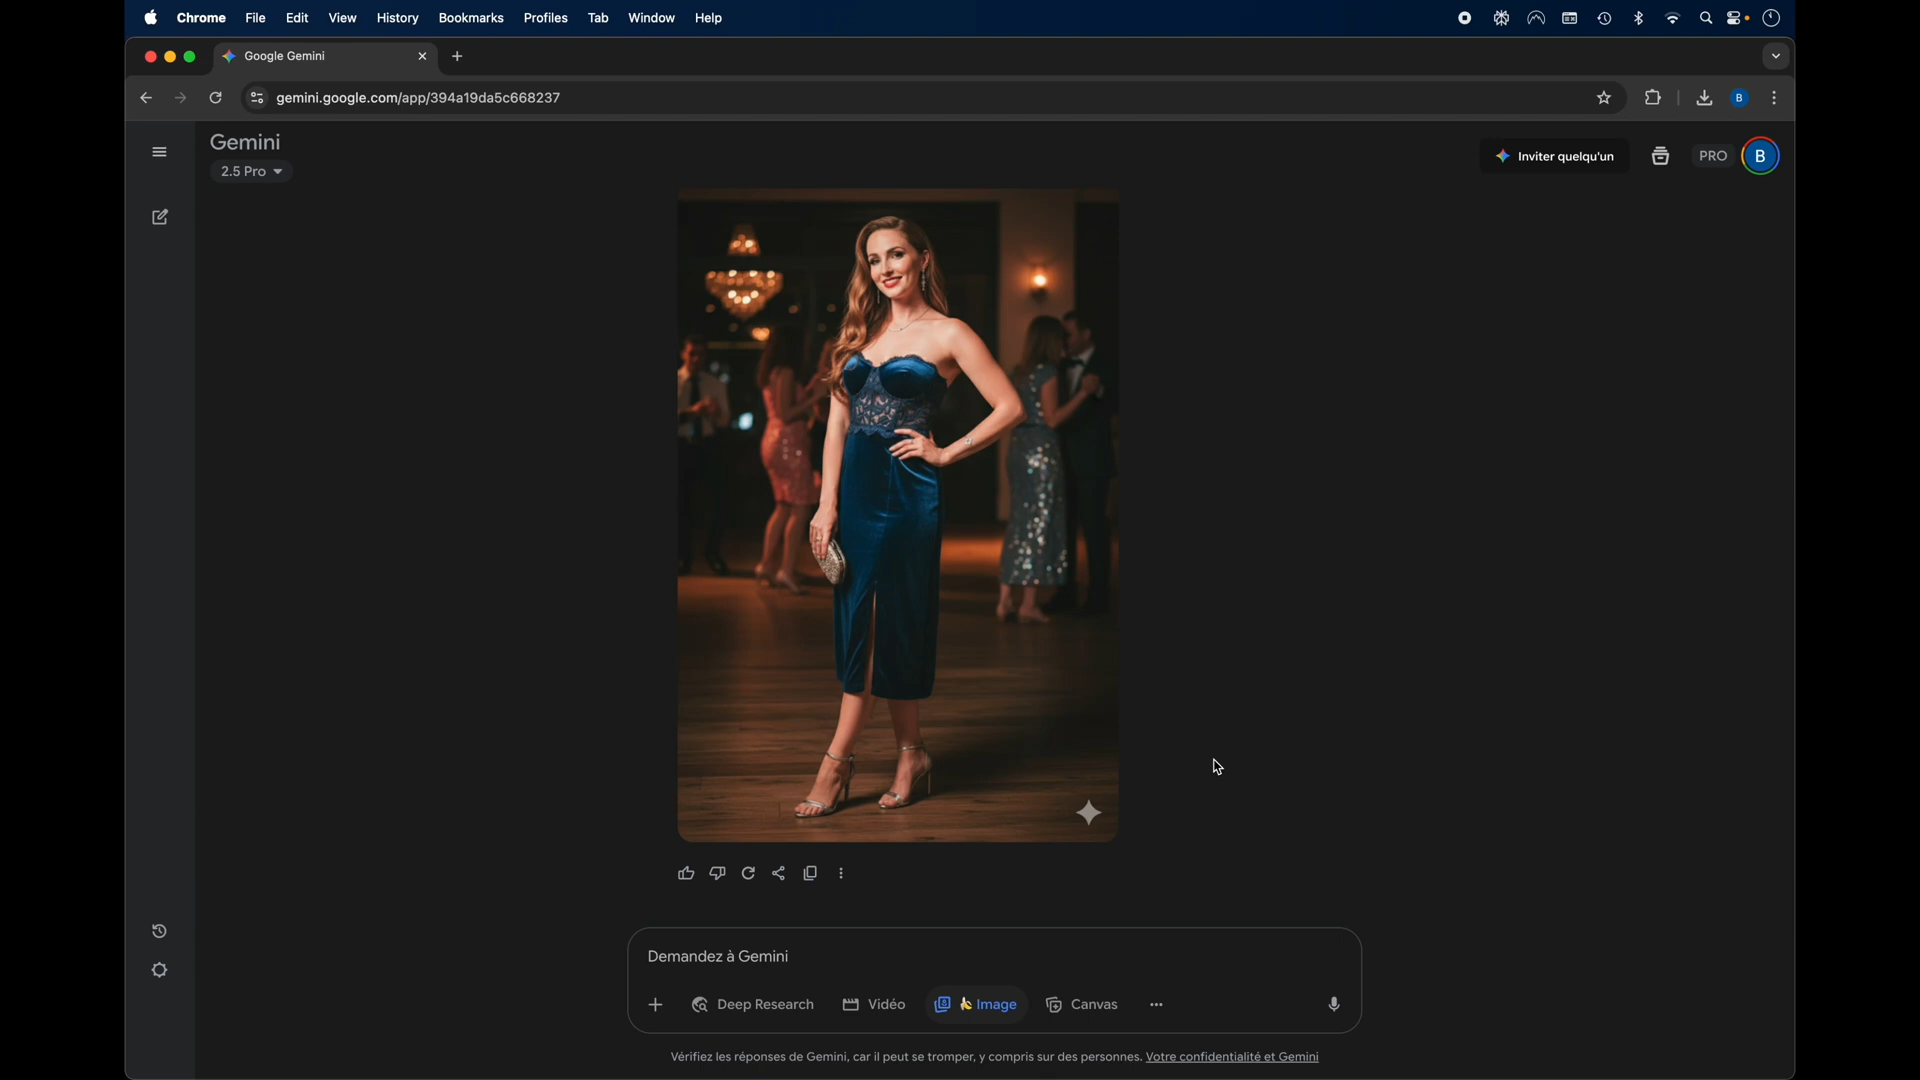 Chrome File Edit View History Bookmarks Profiles Tab Window Help
Google Gemini
gemini.google.com/app/394a19da5c668237
B
Gemini
2.5 Pro
Inviter quelqu'un
PRO
B
Demandez à Gemini
Deep Research Vidéo Image Canvas
Vérifiez les réponses de Gemini, car il peut se tromper, y compris sur des personnes. Votre confidentialité et Gemini